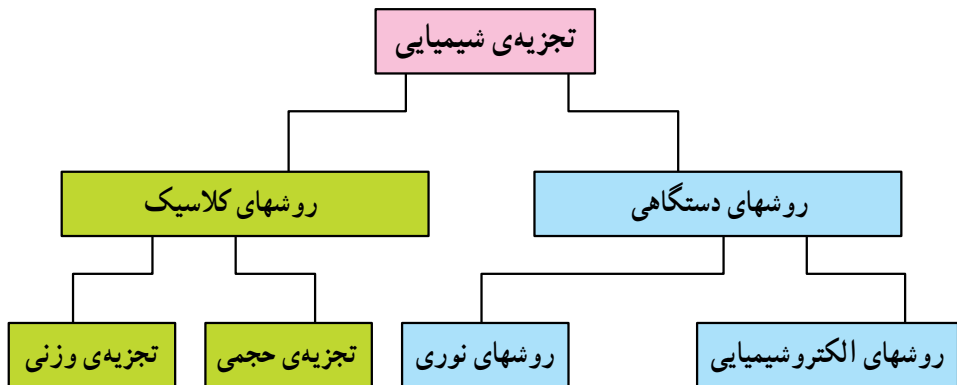 تجزیه‌ی شیمیایی
روشهای دستگاهی
روشهای کلاسیک
روشهای الکتروشیمیایی
روشهای نوری
تجزیه‌ی حجمی
تجزیه‌ی وزنی